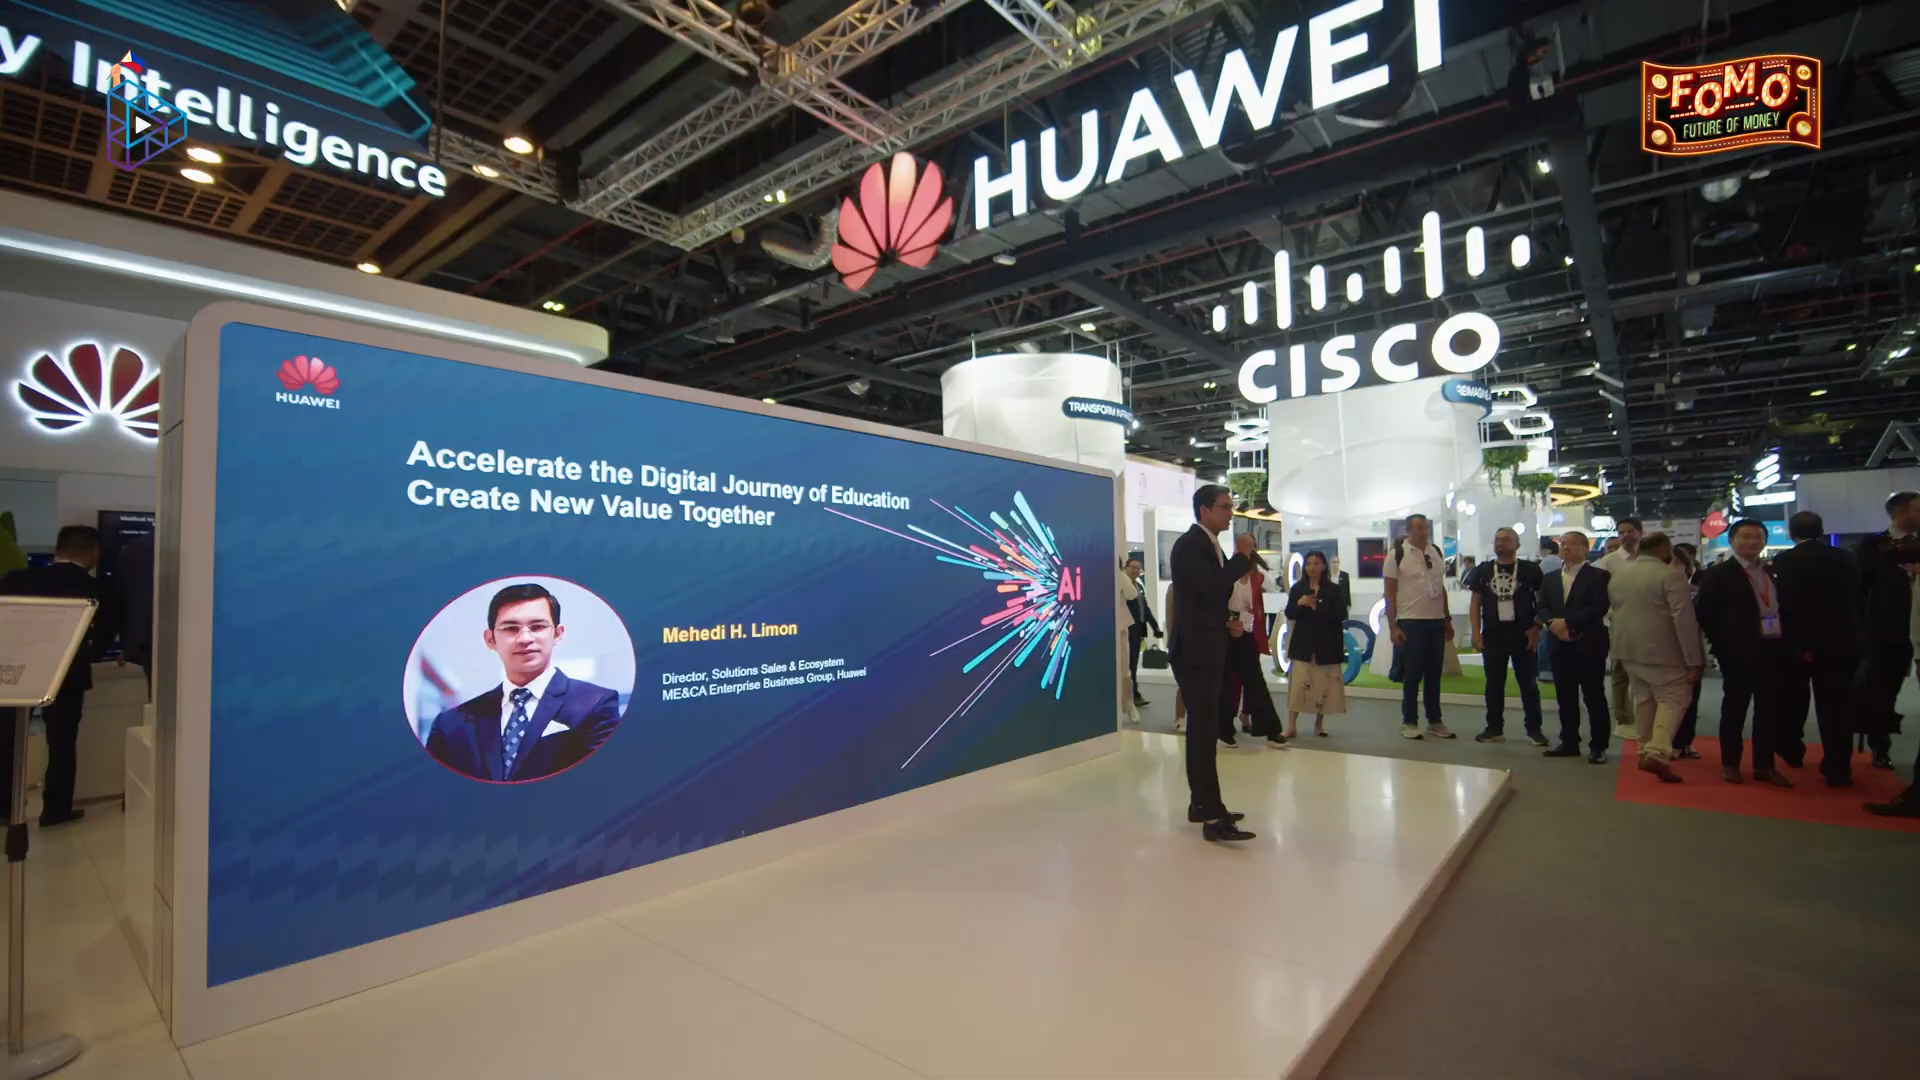 y Intelligence
HUAWEI
FOMO
FUTURE OF MONEY
CISCO
TRANSFORM
HUAWEI
Accelerate the Digital Journey of Education
Create New Value Together
Ai
Mehedi H. Limon
Director, Solutions Sales & Ecosystem
ME&CA Enterprise Business Group, Huawei